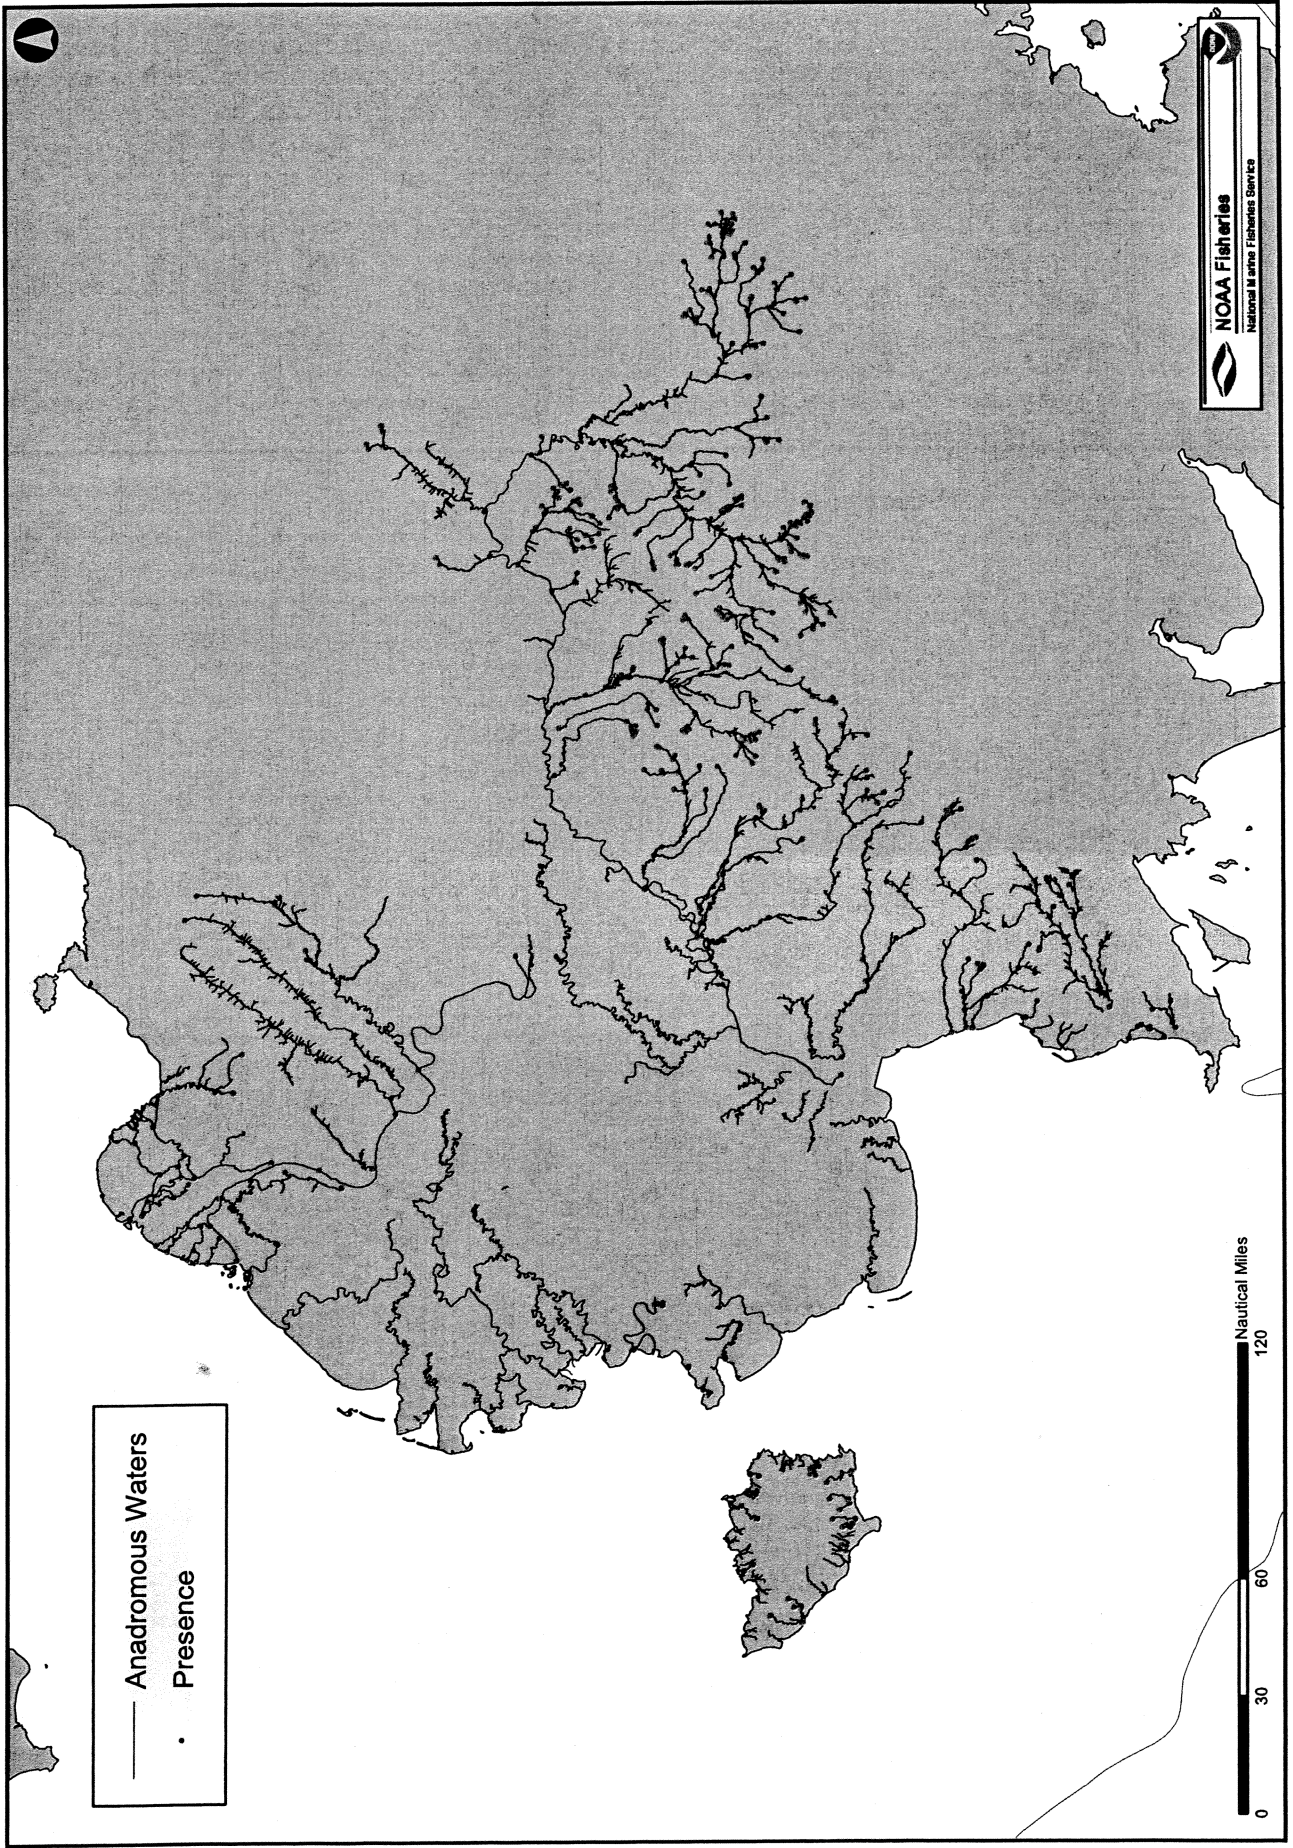 Anadromous Waters
Presence
0 30 60 120 Nautical Miles
NOAA Fisheries
National Marine Fisheries Service